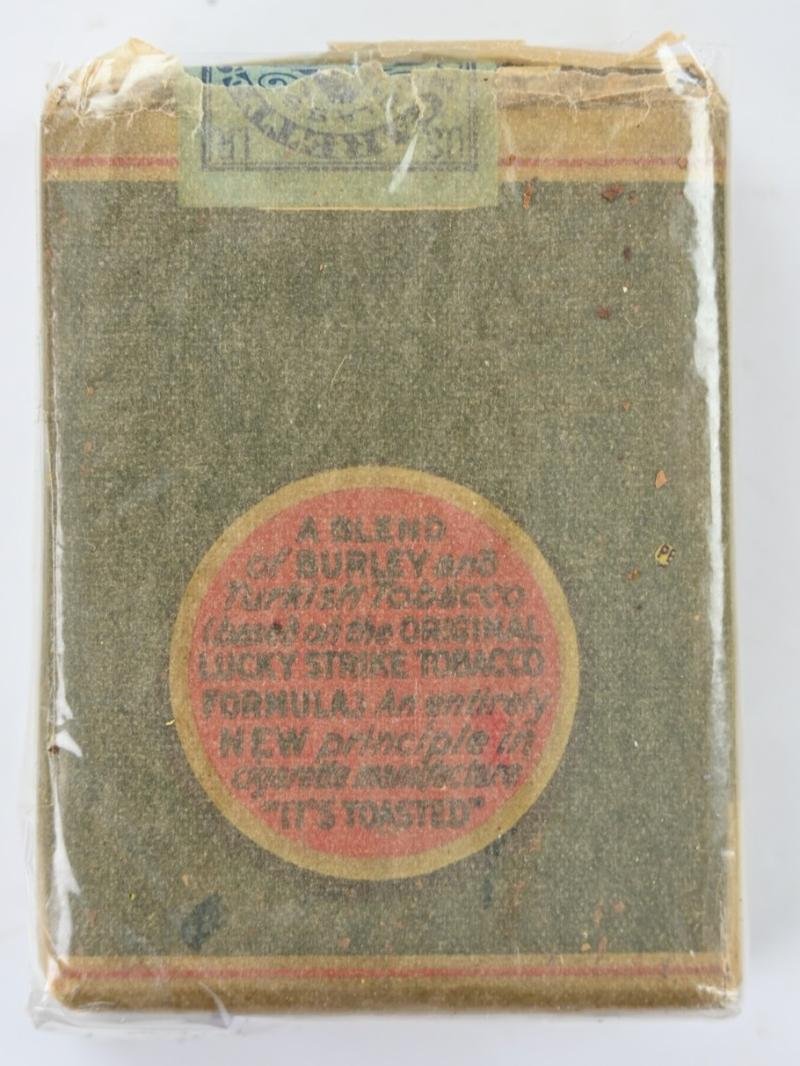 A BLEND
of BURLEY and
Turkish Tobacco
(based on the ORIGINAL
LUCKY STRIKE TOBACCO
FORMULA) An entirely
NEW principle in
cigarette manufacture
"IT'S TOASTED"